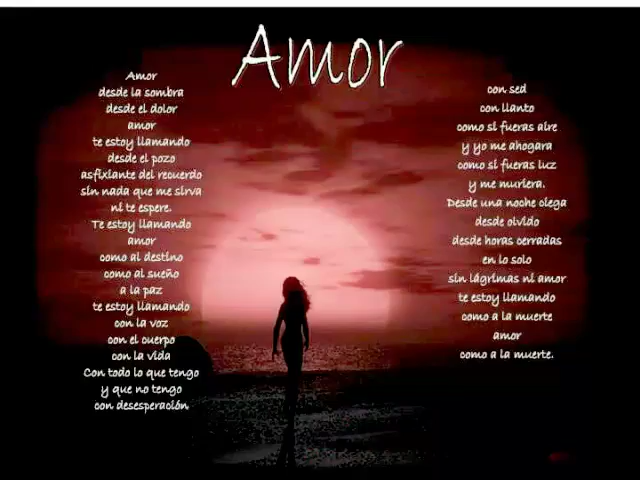 Amor
Amor
desde la sombra
desde el dolor
amor
te estoy llamando
desde el pozo
asfixiante del recuerdo
sin nada que me sirva
ni te espere.
Te estoy llamando
amor
como al destino
como al sueño
a la paz
te estoy llamando
con la voz
con el cuerpo
con la vida
Con todo lo que tengo
y que no tengo
con desesperación
con sed
con llanto
como si fueras aire
y yo me ahogara
como si fueras luz
y me muriera.
Desde una noche ciega
desde olvido
desde horas cerradas
en lo solo
sin lágrimas ni amor
te estoy llamando
como a la muerte
amor
como a la muerte.